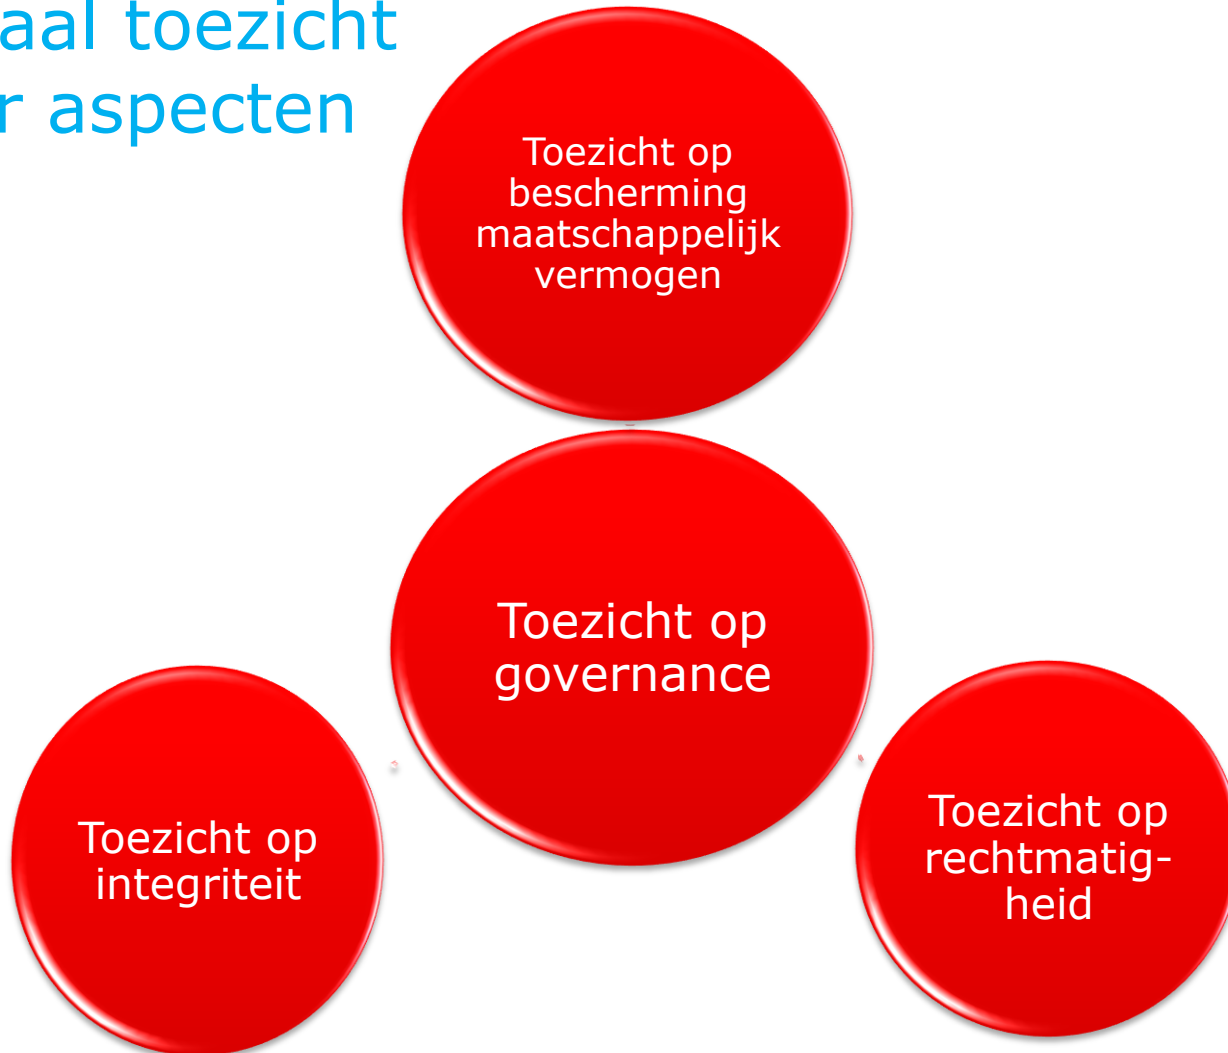 aal toezicht
r aspecten
Toezicht op
bescherming
maatschappelijk
vermogen
Toezicht op
governance
Toezicht op
integriteit
Toezicht op
rechtmatig-
heid